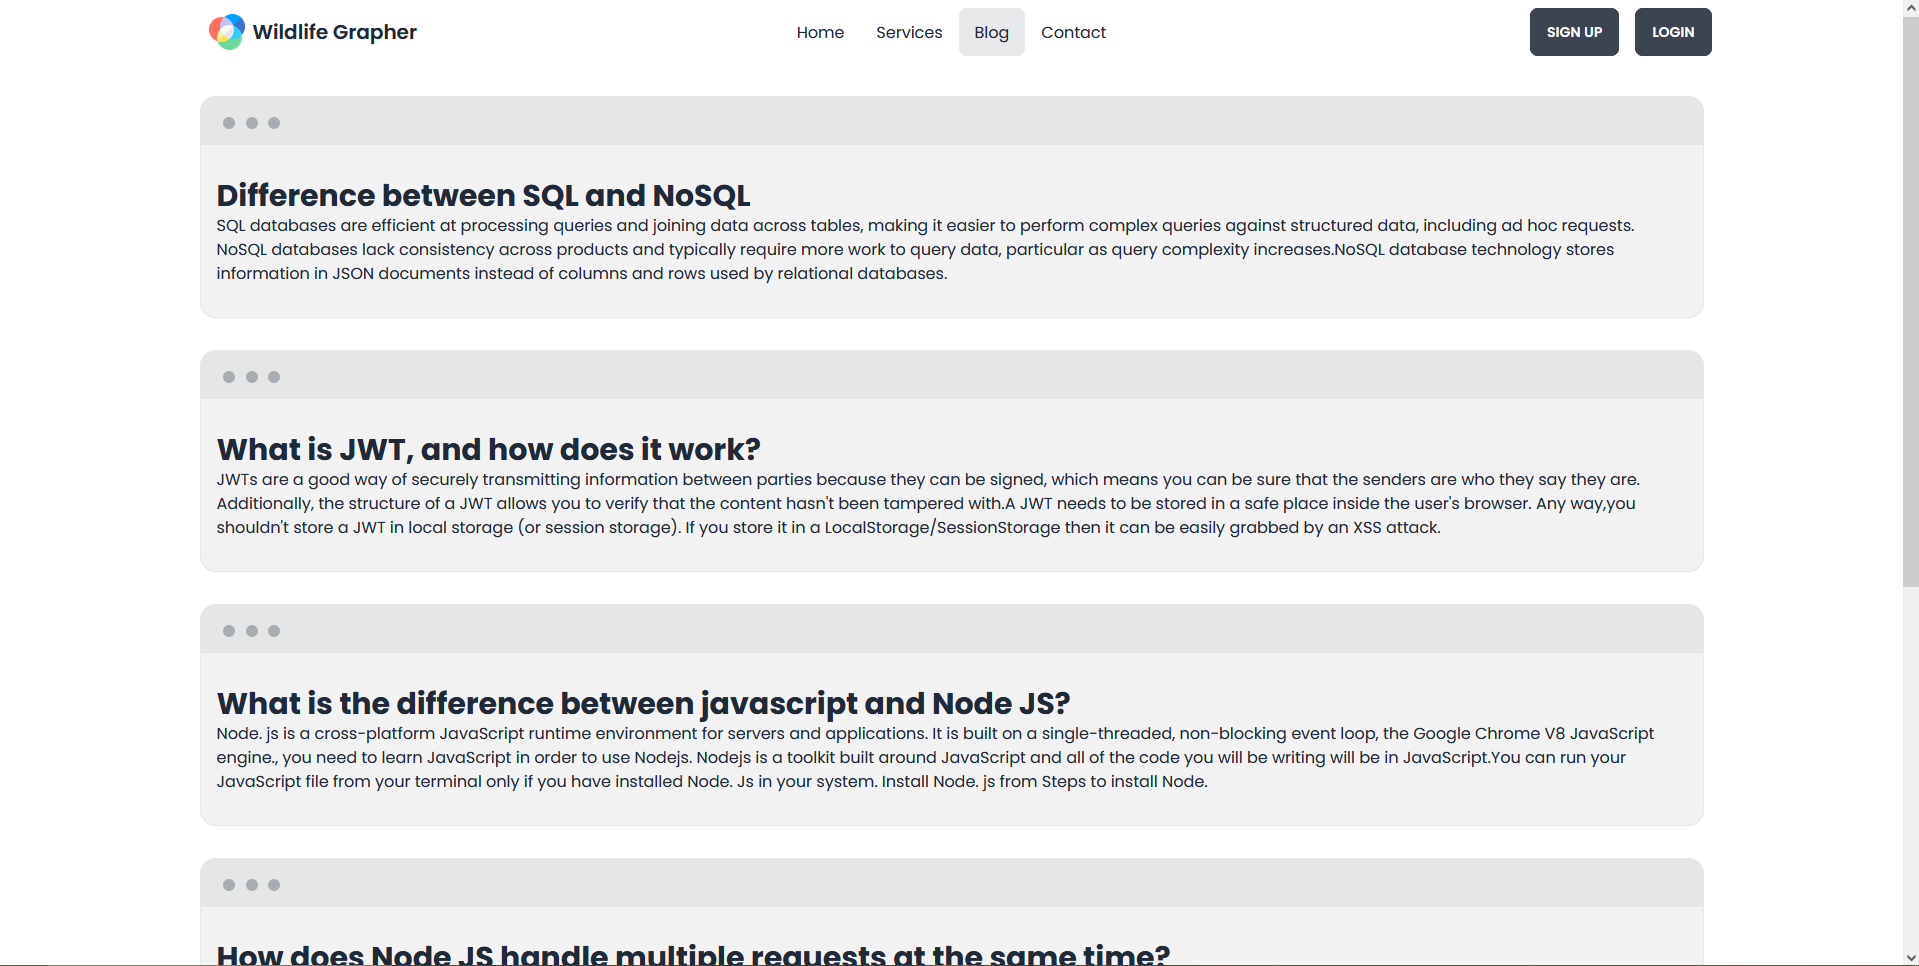 Wildlife Grapher
Home Services Blog Contact
SIGN UP LOGIN
Difference between SQL and NoSQL
SQL databases are efficient at processing queries and joining data across tables, making it easier to perform complex queries against structured data, including ad hoc requests.
NoSQL databases lack consistency across products and typically require more work to query data, particular as query complexity increases.NoSQL database technology stores
information in JSON documents instead of columns and rows used by relational databases.
What is JWT, and how does it work?
JWTs are a good way of securely transmitting information between parties because they can be signed, which means you can be sure that the senders are who they say they are.
Additionally, the structure of a JWT allows you to verify that the content hasn't been tampered with.A JWT needs to be stored in a safe place inside the user's browser. Any way,you
shouldn't store a JWT in local storage (or session storage). If you store it in a LocalStorage/SessionStorage then it can be easily grabbed by an XSS attack.
What is the difference between javascript and Node JS?
Node. js is a cross-platform JavaScript runtime environment for servers and applications. It is built on a single-threaded, non-blocking event loop, the Google Chrome V8 JavaScript
engine., you need to learn JavaScript in order to use Nodejs. Nodejs is a toolkit built around JavaScript and all of the code you will be writing will be in JavaScript.You can run your
JavaScript file from your terminal only if you have installed Node. Js in your system. Install Node. js from Steps to install Node.
How does Node JS handle multiple requests at the same time?